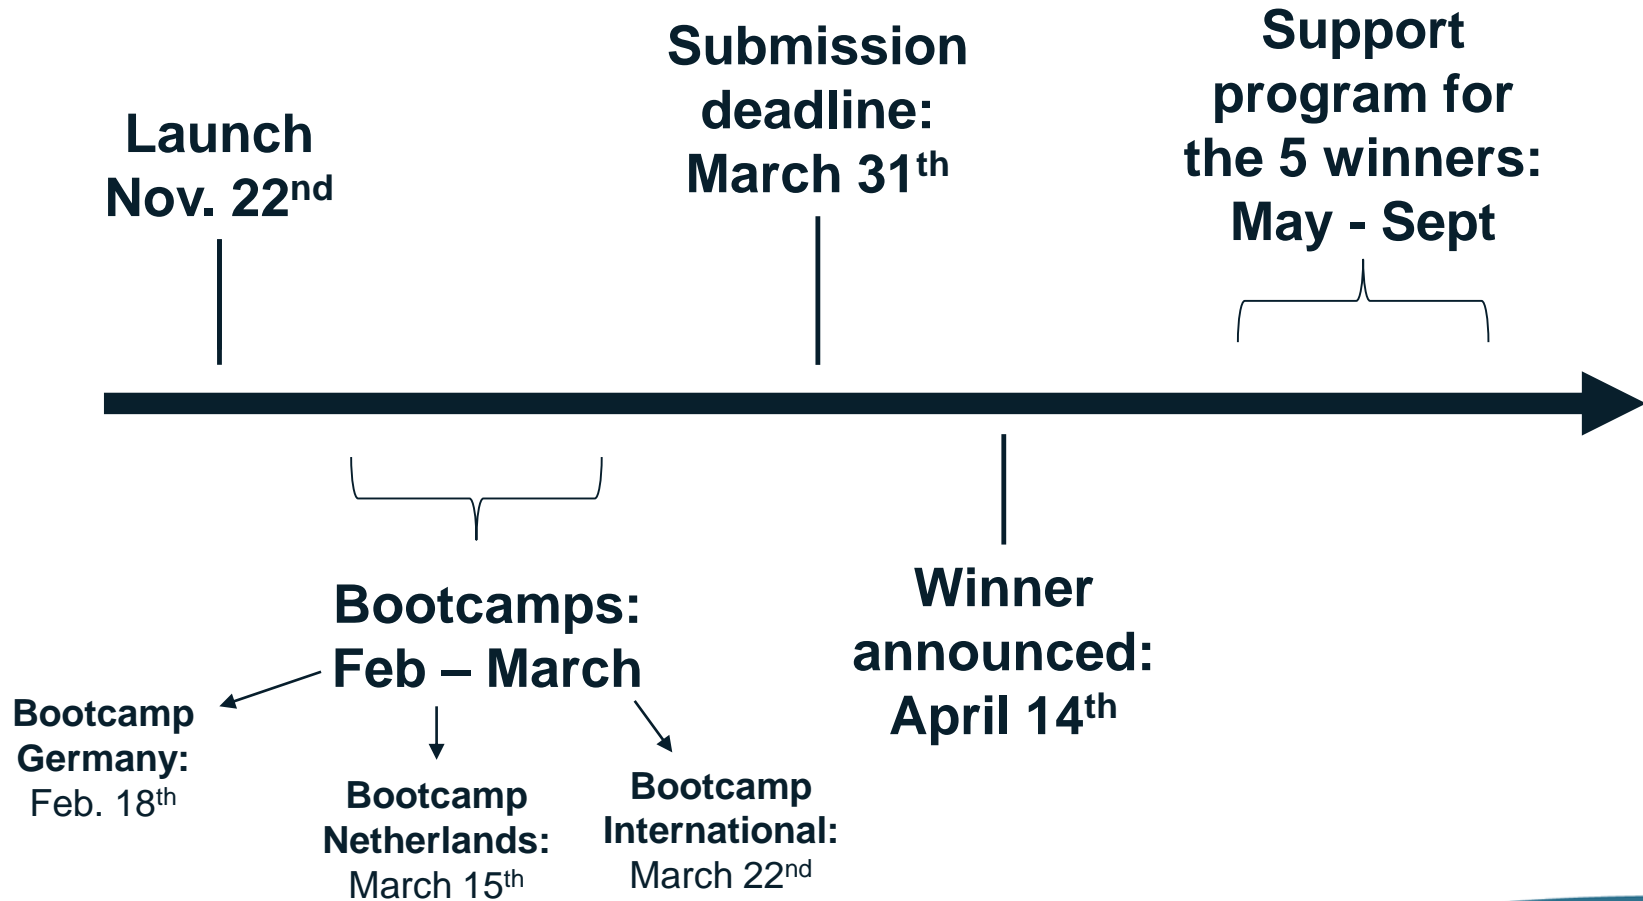 Launch
Nov. 22nd
Submission
deadline:
March 31th
Support
program for
the 5 winners:
May - Sept
Bootcamps:
Feb – March
Bootcamp
Germany:
Feb. 18th
Bootcamp
Netherlands:
March 15th
Bootcamp
International:
March 22nd
Winner
announced:
April 14th